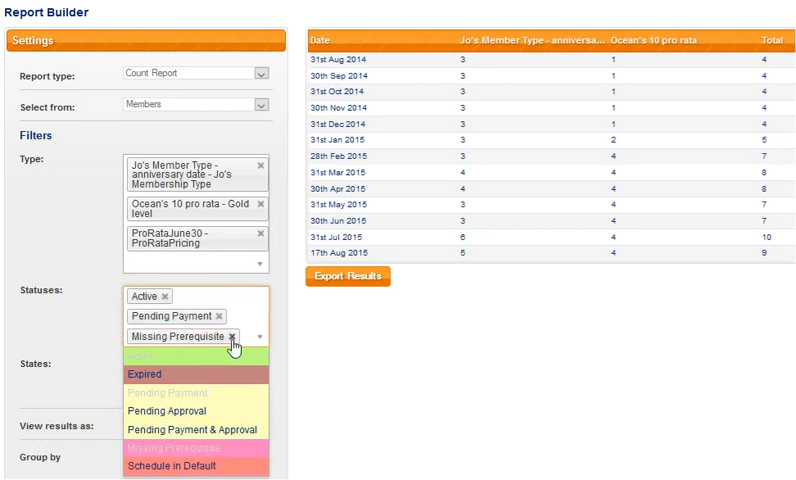 Report Builder
Settings
Report type:
Count Report
Select from:
Members
Filters
Type:
Jo's Member Type -
anniversary date - Jo's
Membership Type
Ocean's 10 pro rata - Gold
level
ProRataJune30 -
ProRataPricing
Statuses:
Active
Pending Payment
Missing Prerequisite
States:
Active
Expired
Pending Payment
Pending Approval
Pending Payment & Approval
Missing Prerequisite
Schedule in Default
View results as:
Group by
Date Jo's Member Type - anniversa... Ocean's 10 pro rata Total
31st Aug 2014 3 1 4
30th Sep 2014 3 1 4
31st Oct 2014 3 1 4
30th Nov 2014 3 1 4
31st Dec 2014 3 1 4
31st Jan 2015 3 2 5
28th Feb 2015 3 4 7
31st Mar 2015 4 4 8
30th Apr 2015 4 4 8
31st May 2015 3 4 7
30th Jun 2015 3 4 7
31st Jul 2015 6 4 10
17th Aug 2015 5 4 9
Export Results